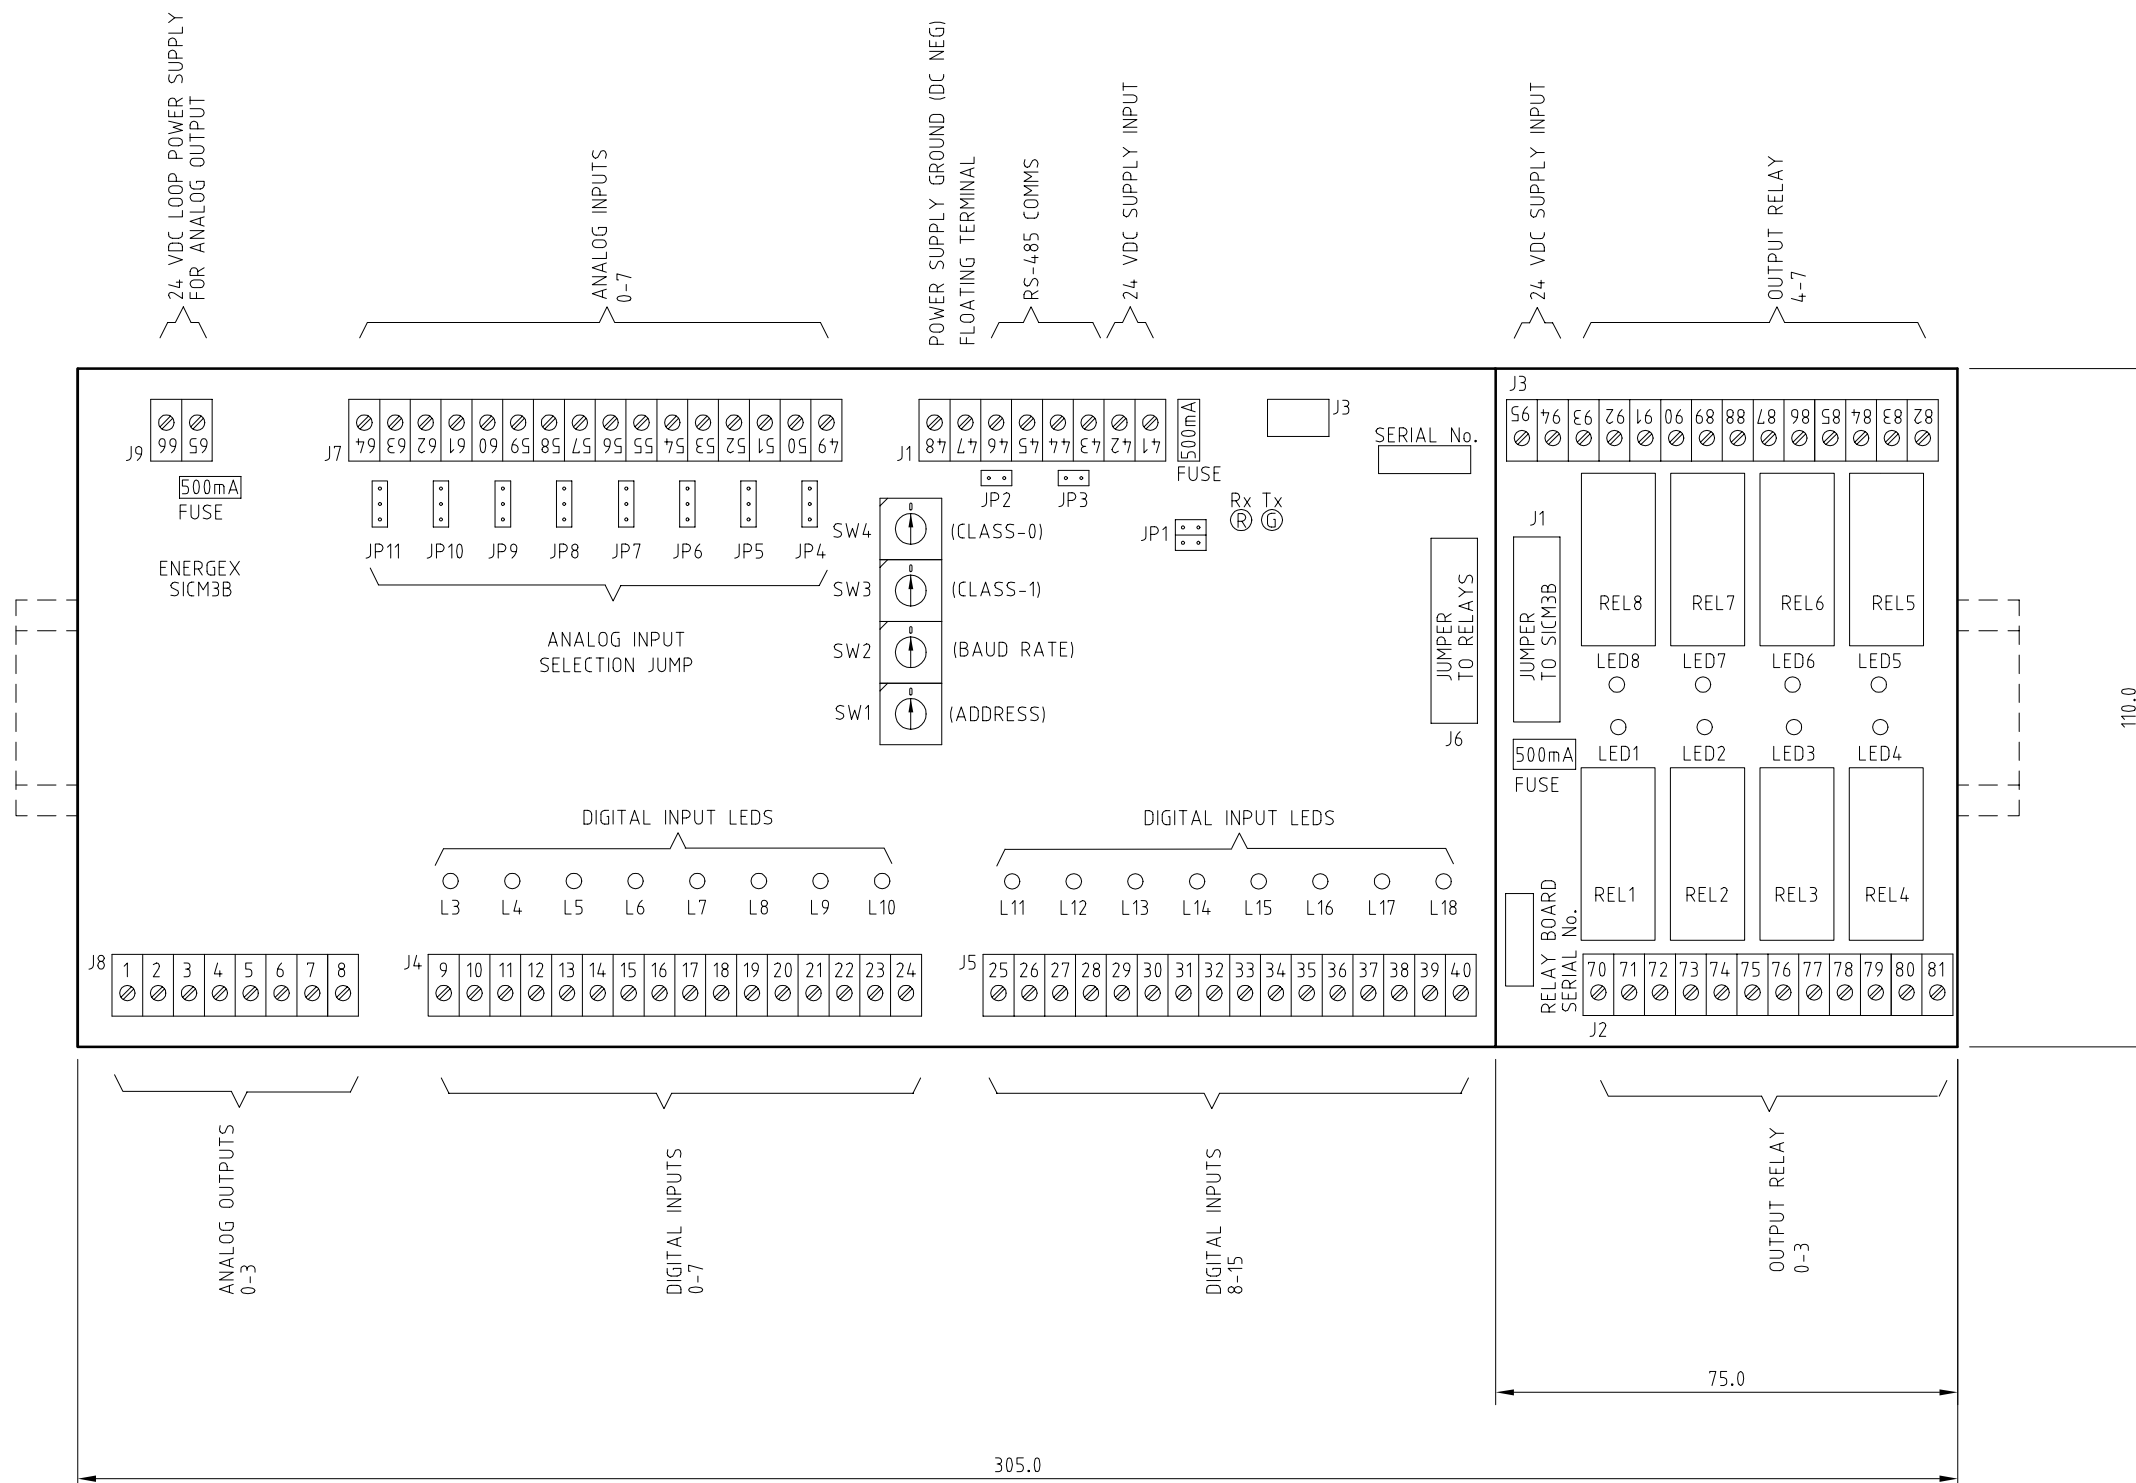 24 VDC LOOP POWER SUPPLY
FOR ANALOG OUTPUT
ANALOG INPUTS
0-7
POWER SUPPLY GROUND (DC NEG)
FLOATING TERMINAL
RS-485 COMMS
24 VDC SUPPLY INPUT
24 VDC SUPPLY INPUT
OUTPUT RELAY
4-7
J9
66 65
J7
64 63 62 61 60 59 58 57 56 55 54 53 52 51 50 49
J1
48 47 46 45 44 43 42 41
500mA
FUSE
J3
SERIAL No.
J3
95 94 93 92 91 90 89 88 87 86 85 84 83 82
500mA
FUSE
JP2
JP3
Rx Tx
R G
JP1
JP11 JP10 JP9 JP8 JP7 JP6 JP5 JP4
ENERGEX
SICM3B
ANALOG INPUT
SELECTION JUMP
SW4 (CLASS-0)
0
SW3 (CLASS-1)
0
SW2 (BAUD RATE)
0
SW1 (ADDRESS)
0
JUMPER
TO RELAYS
J6
J1
JUMPER
TO SICM3B
REL8 REL7 REL6 REL5
LED8 LED7 LED6 LED5
LED1 LED2 LED3 LED4
500mA
FUSE
REL1 REL2 REL3 REL4
110.0
DIGITAL INPUT LEDS
L3 L4 L5 L6 L7 L8 L9 L10
DIGITAL INPUT LEDS
L11 L12 L13 L14 L15 L16 L17 L18
RELAY BOARD
SERIAL No.
J8
1 2 3 4 5 6 7 8
J4
9 10 11 12 13 14 15 16 17 18 19 20 21 22 23 24
J5
25 26 27 28 29 30 31 32 33 34 35 36 37 38 39 40
70 71 72 73 74 75 76 77 78 79 80 81
J2
ANALOG OUTPUTS
0-3
DIGITAL INPUTS
0-7
DIGITAL INPUTS
8-15
OUTPUT RELAY
0-3
75.0
305.0